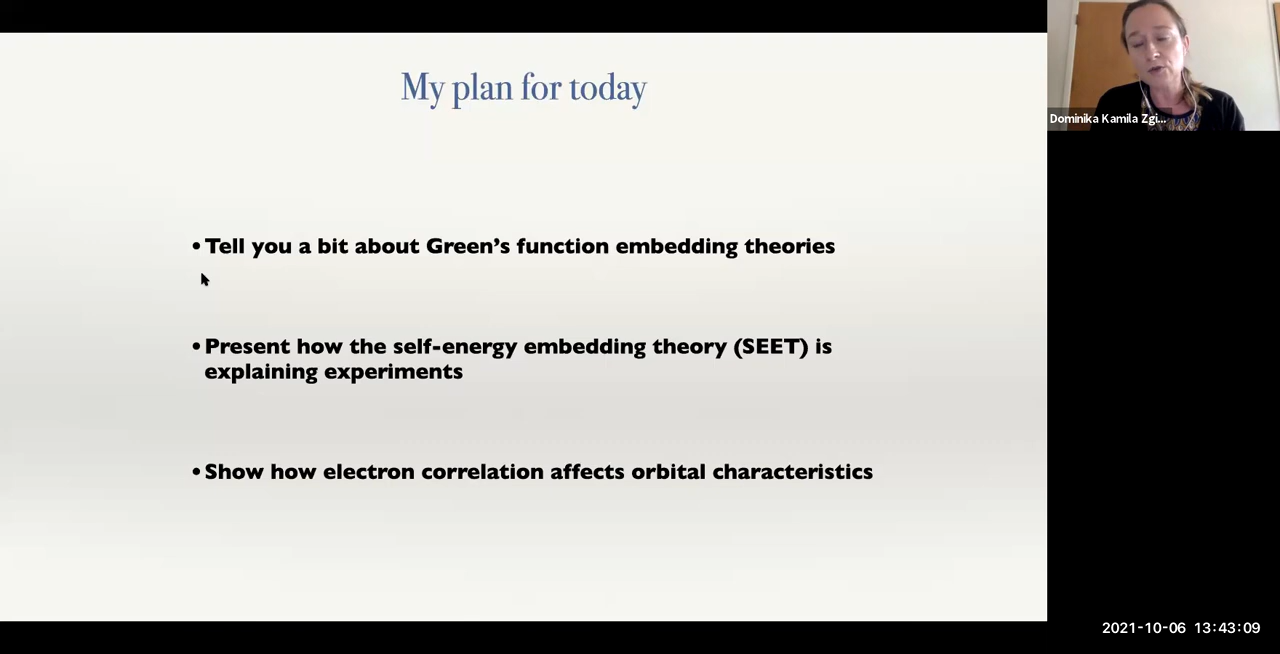 My plan for today
Dominika Kamila Zgi...
• Tell you a bit about Green’s function embedding theories
• Present how the self-energy embedding theory (SEET) is
explaining experiments
• Show how electron correlation affects orbital characteristics
2021-10-06 13:43:09